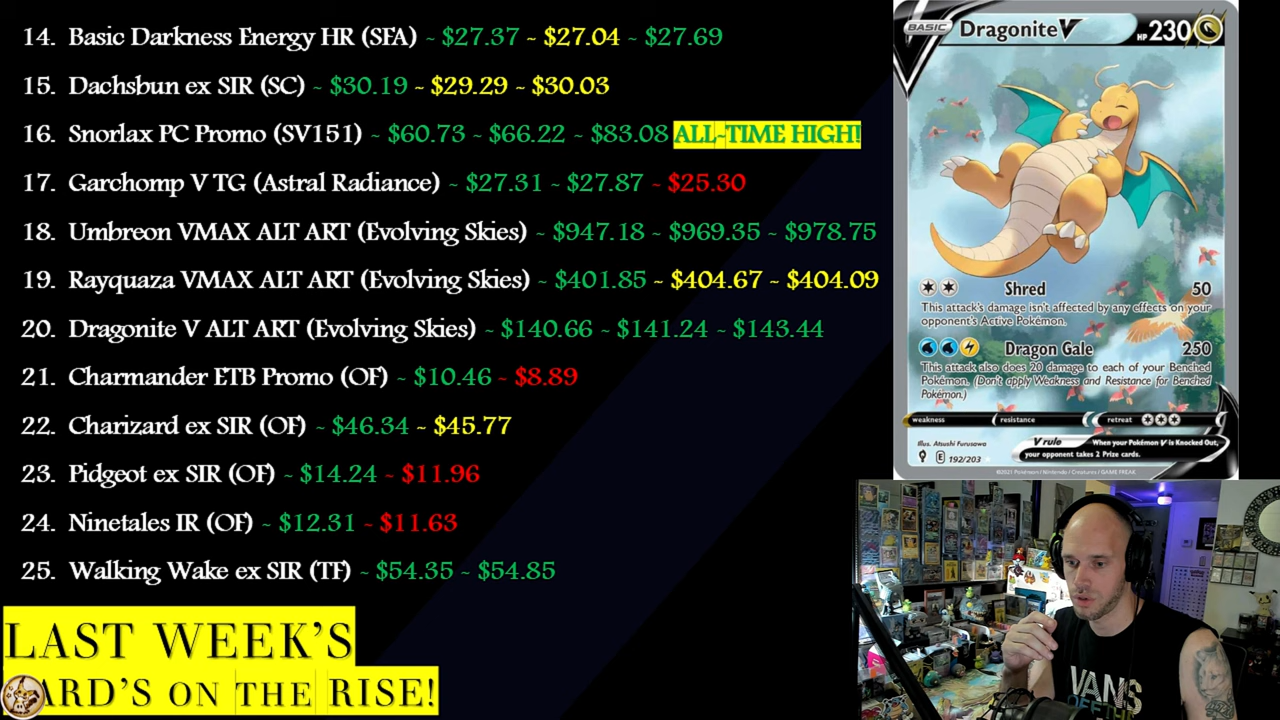 14. Basic Darkness Energy HR (SFA) ~ $27.37 ~ $27.04 ~ $27.69
15. Dachsbun ex SIR (SC) ~ $30.19 ~ $29.29 ~ $30.03
16. Snorlax PC Promo (SV151) ~ $60.73 ~ $66.22 ~ $83.08 ALL-TIME HIGH!
17. Garchomp V TG (Astral Radiance) ~ $27.31 ~ $27.87 ~ $25.30
18. Umbreon VMAX ALT ART (Evolving Skies) ~ $947.18 ~ $969.35 ~ $978.75
19. Rayquaza VMAX ALT ART (Evolving Skies) ~ $401.85 ~ $404.67 ~ $404.09
20. Dragonite V ALT ART (Evolving Skies) ~ $140.66 ~ $141.24 ~ $143.44
21. Charmander ETB Promo (OF) ~ $10.46 ~ $8.89
22. Charizard ex SIR (OF) ~ $46.34 ~ $45.77
23. Pidgeot ex SIR (OF) ~ $14.24 ~ $11.96
24. Ninetales IR (OF) ~ $12.31 ~ $11.63
25. Walking Wake ex SIR (TF) ~ $54.35 ~ $54.85
LAST WEEK'S
ARD'S ON THE RISE!
BASIC Dragonite V HP 230
Shred 50
This attack's damage isn't affected by any effects on your
opponent's Active Pokémon.
Dragon Gale 250
This attack also does 20 damage to each of your Benched
Pokémon. (Don't apply Weakness and Resistance for Benched
Pokémon.)
weakness resistance retreat
Illus. Atsushi Furusawa
E 192/203
V rule When your Pokémon V is Knocked Out,
your opponent takes 2 Prize cards.
©2021 Pokémon / Nintendo / Creatures / GAME FREAK
VANS